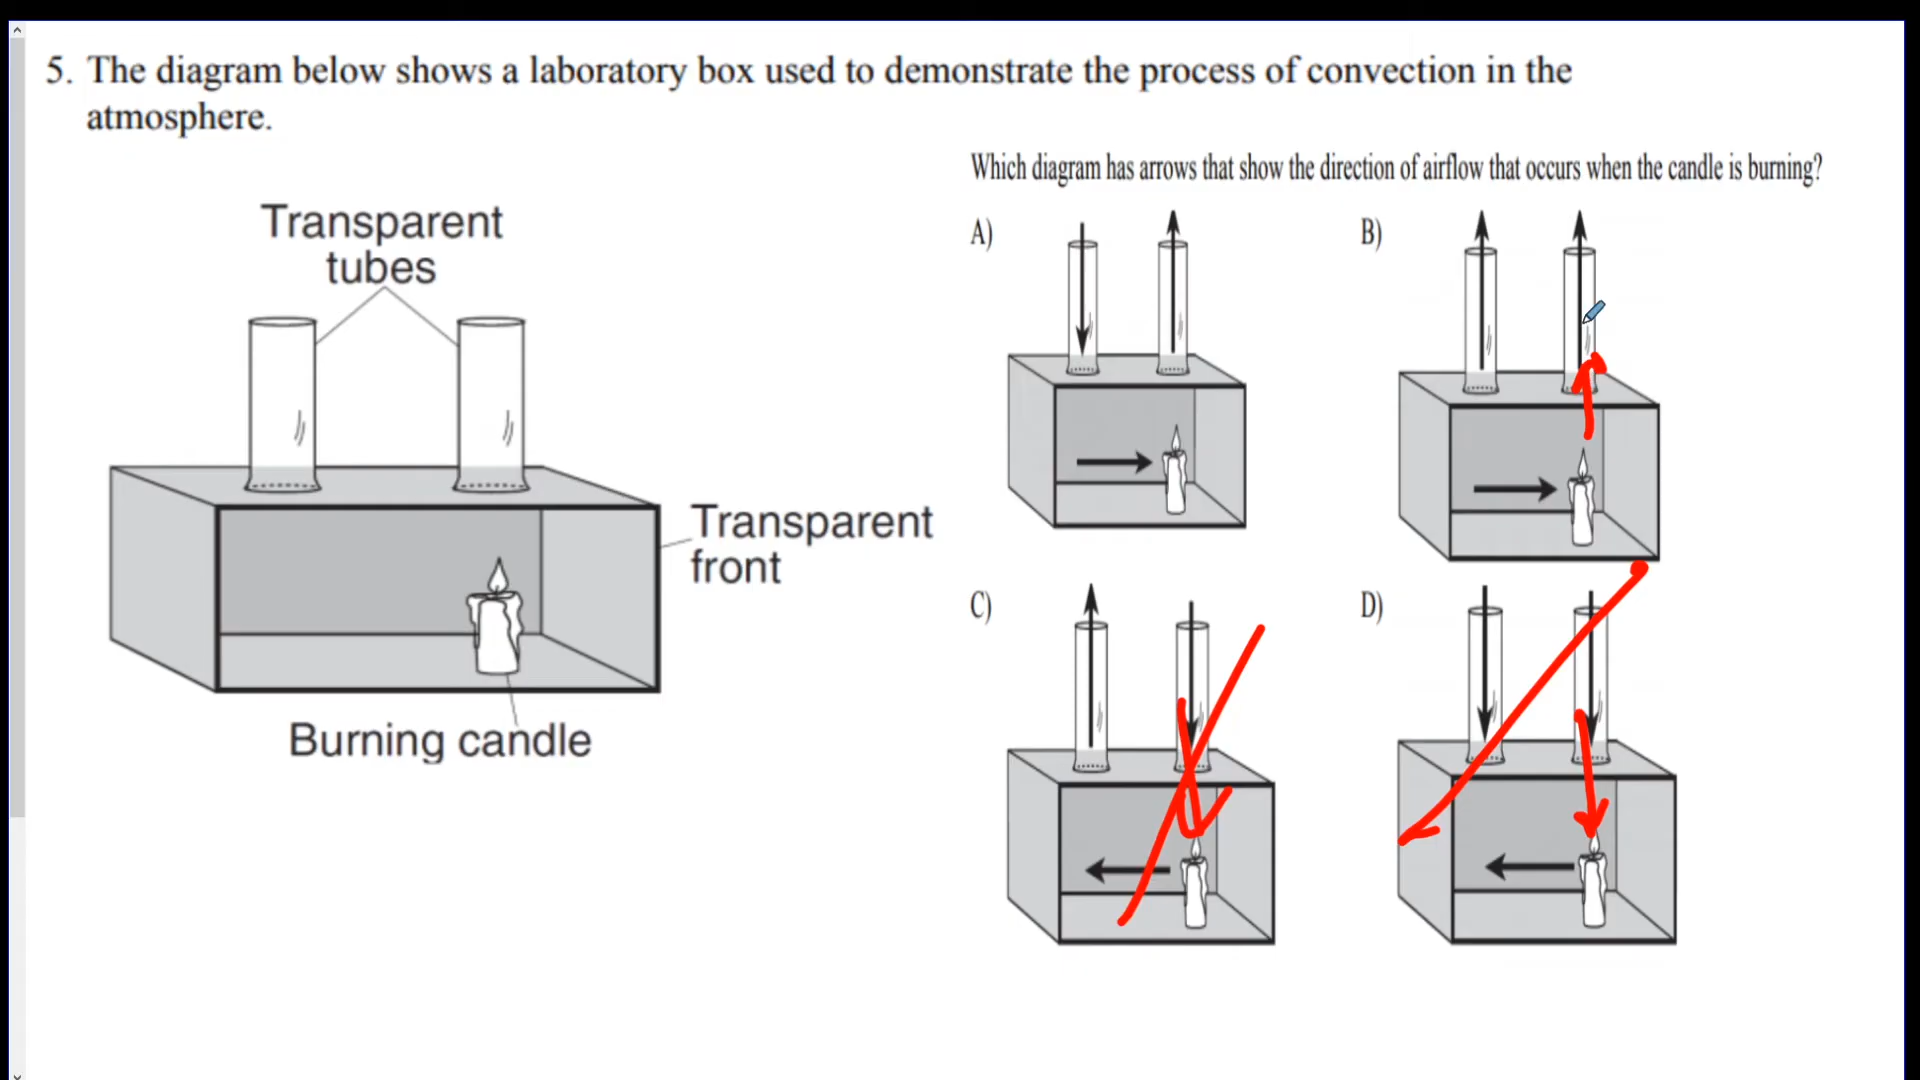 5. The diagram below shows a laboratory box used to demonstrate the process of convection in the
atmosphere.
Which diagram has arrows that show the direction of airflow that occurs when the candle is burning?
Transparent
tubes
Transparent
front
Burning candle
A)
B)
C)
D)